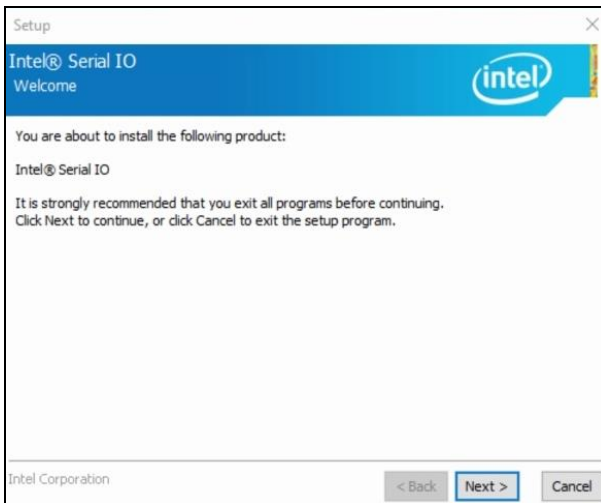 Setup
Intel® Serial IO
Welcome
intel
You are about to install the following product:
Intel® Serial IO
It is strongly recommended that you exit all programs before continuing.
Click Next to continue, or click Cancel to exit the setup program.
Intel Corporation
< Back Next > Cancel